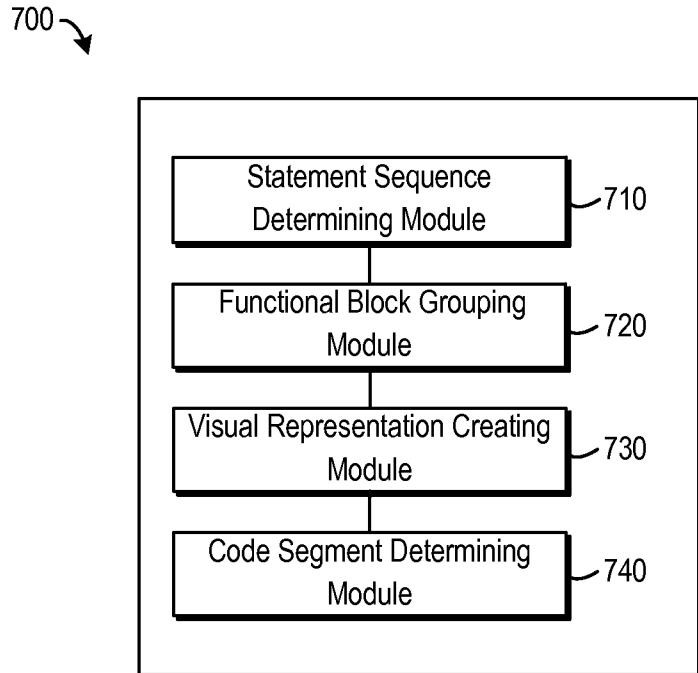 700
Statement Sequence
Determining Module
710
Functional Block Grouping
Module
720
Visual Representation Creating
Module
730
Code Segment Determining
Module
740